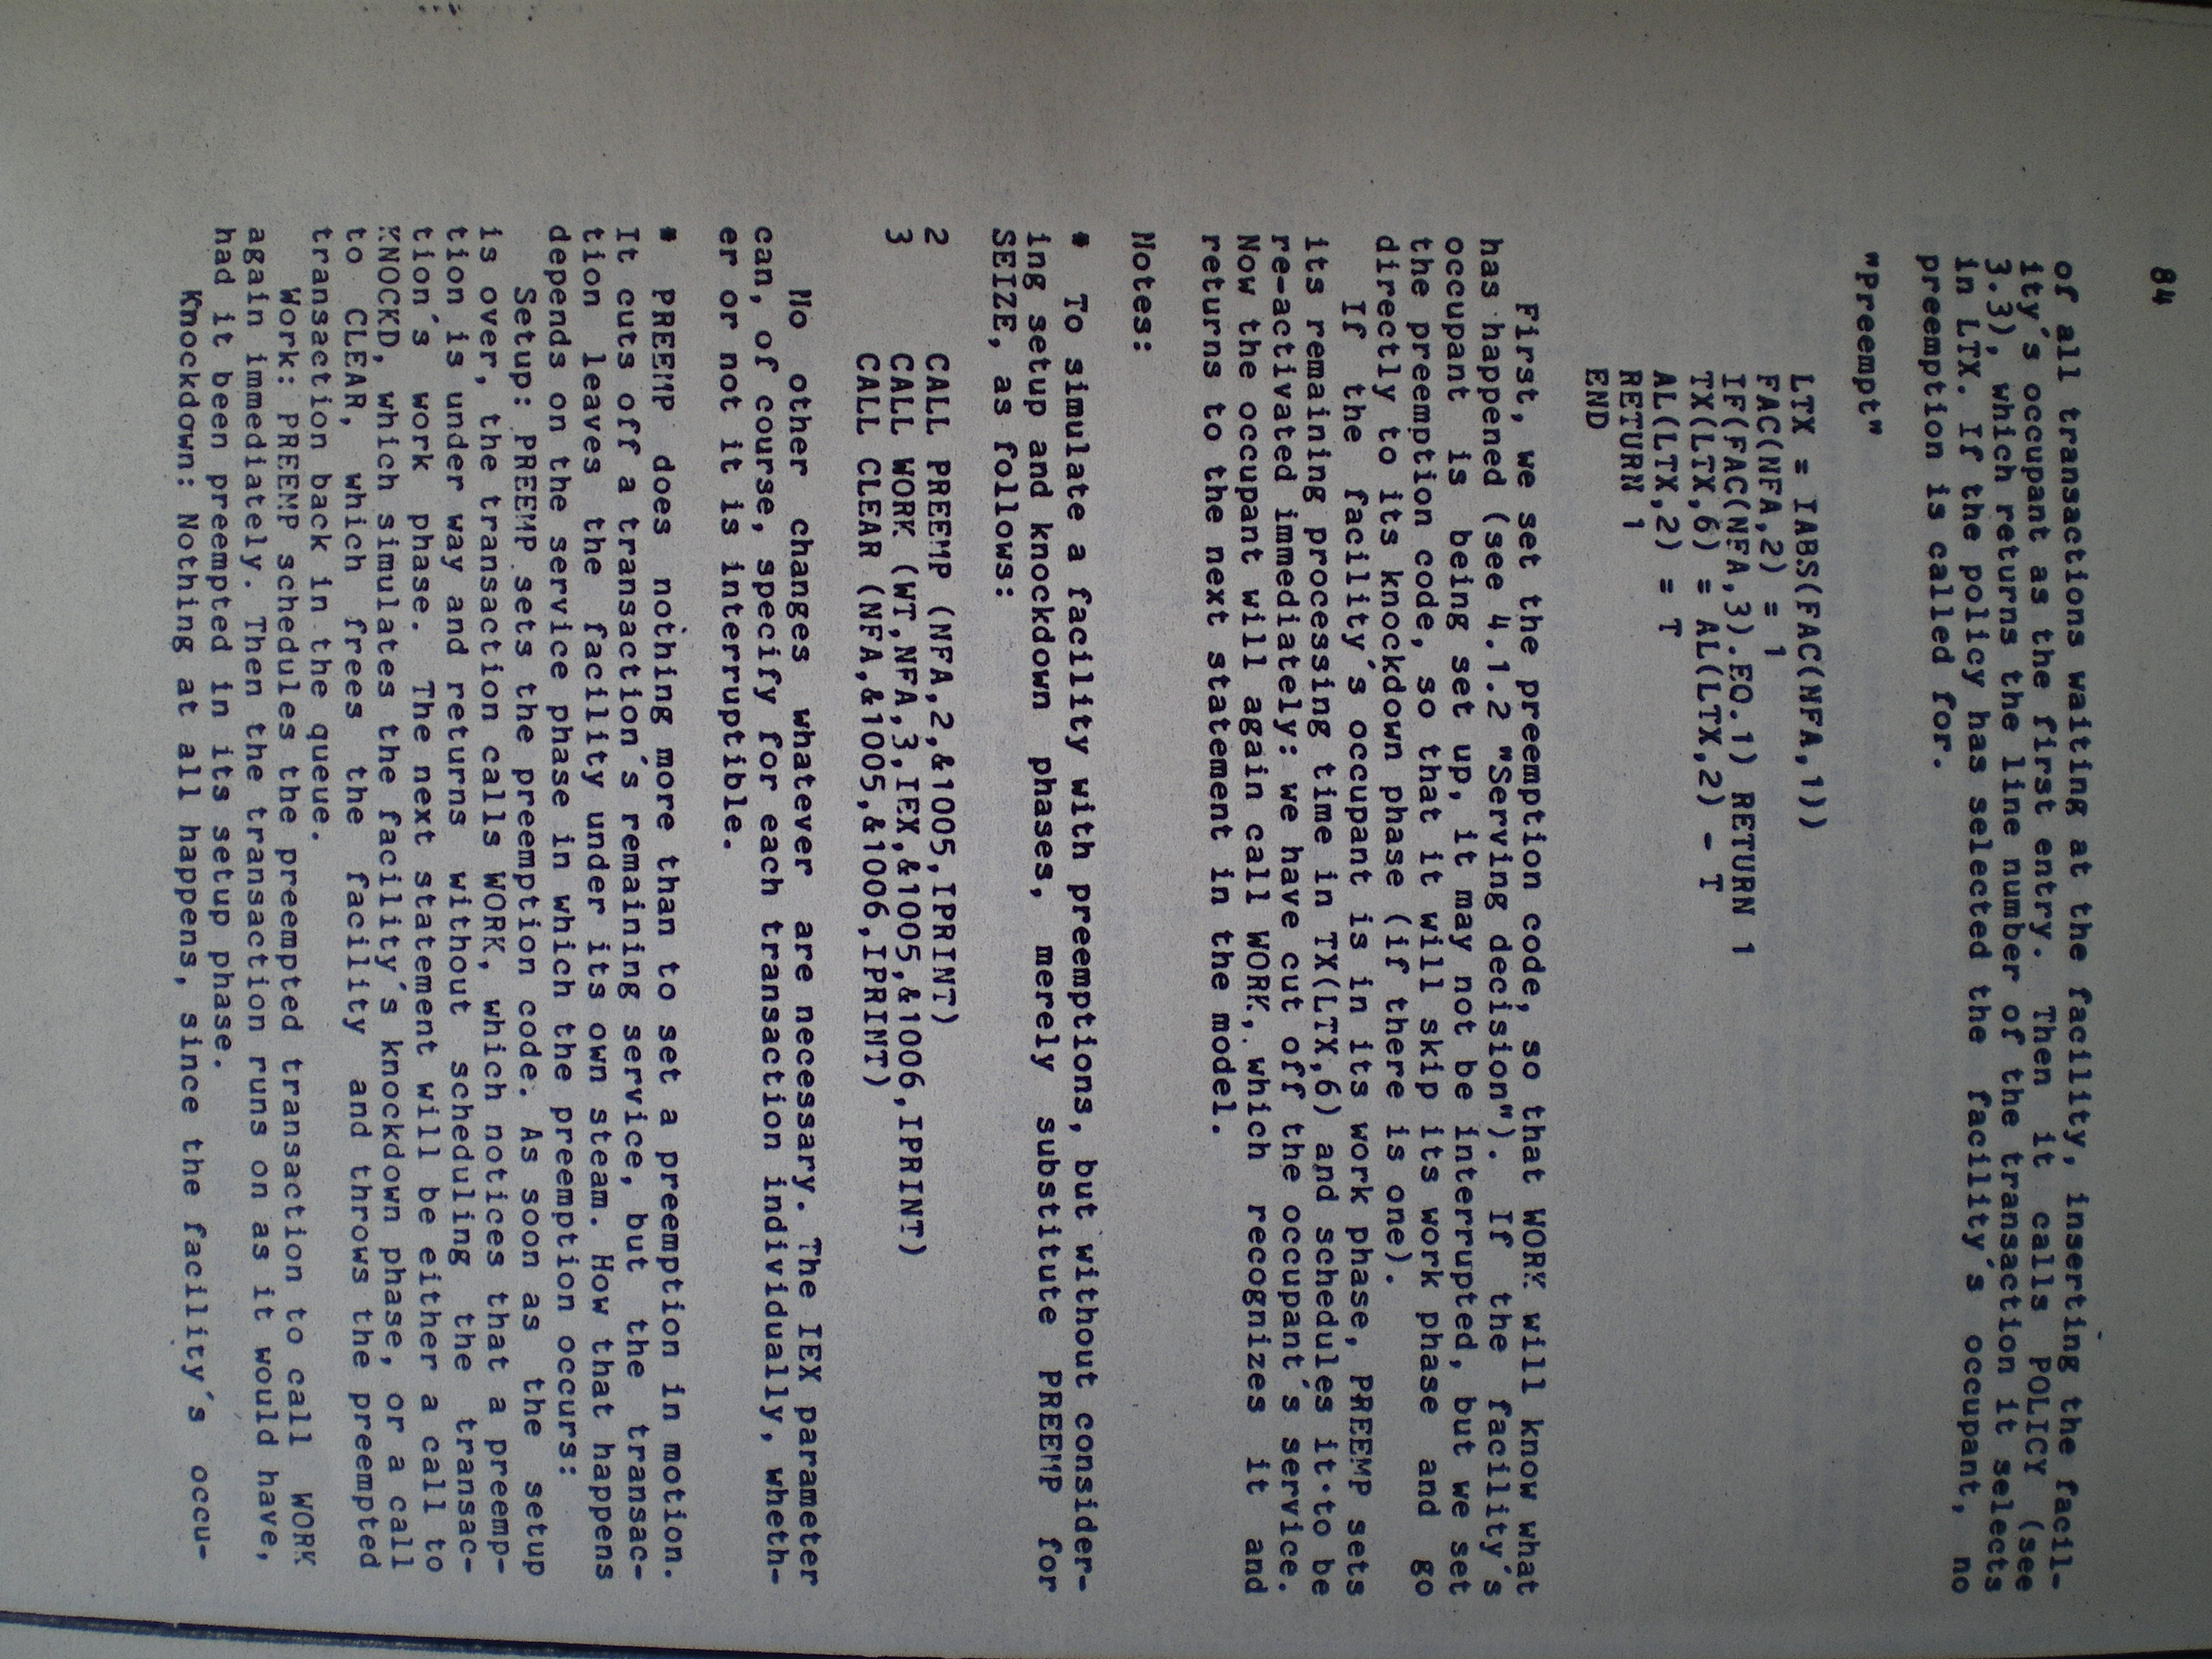 84
of all transactions waiting at the facility, inserting the facil-
ity's occupant as the first entry. Then it calls POLICY (see
3.3), which returns the line number of the transaction it selects
in LTX. If the policy has selected the facility's occupant, no
preemption is called for.
"Preempt"
LTX = IABS(FAC(NFA,1))
FAC(NFA,2) = 1
IF(FAC(NFA,3).EQ.1) RETURN 1
TX(LTX,6) = AL(LTX,2) - T
AL(LTX,2) = T
RETURN 1
END
First, we set the preemption code, so that WORK will know what
has happened (see 4.1.2 "Serving decision"). If the facility's
occupant is being set up, it may not be interrupted, but we set
the preemption code, so that it will skip its work phase and go
directly to its knockdown phase (if there is one).
If the facility's occupant is in its work phase, PREEMP sets
its remaining processing time in TX(LTX,6) and schedules it to be
re-activated immediately: we have cut off the occupant's service.
Now the occupant will again call WORK, which recognizes it and
returns to the next statement in the model.
Notes:
* To simulate a facility with preemptions, but without consider-
ing setup and knockdown phases, merely substitute PREEMP for
SEIZE, as follows:
2 CALL PREEMP (NFA,2,&1005,IPRINT)
3 CALL WORK (WT,NFA,3,IEX,&1005,&1006,IPRINT)
CALL CLEAR (NFA,&1005,&1006,IPRINT)
No other changes whatever are necessary. The IEX parameter
can, of course, specify for each transaction individually, wheth-
er or not it is interruptible.
* PREEMP does nothing more than to set a preemption in motion.
It cuts off a transaction's remaining service, but the transac-
tion leaves the facility under its own steam. How that happens
depends on the service phase in which the preemption occurs:
Setup: PREEMP sets the preemption code. As soon as the setup
is over, the transaction calls WORK, which notices that a preemp-
tion is under way and returns without scheduling the transac-
tion's work phase. The next statement will be either a call to
KNOCKD, which simulates the facility's knockdown phase, or a call
to CLEAR, which frees the facility and throws the preempted
transaction back in the queue.
Work: PREEMP schedules the preempted transaction to call WORK
again immediately. Then the transaction runs on as it would have,
had it been preempted in its setup phase.
Knockdown: Nothing at all happens, since the facility's occu-